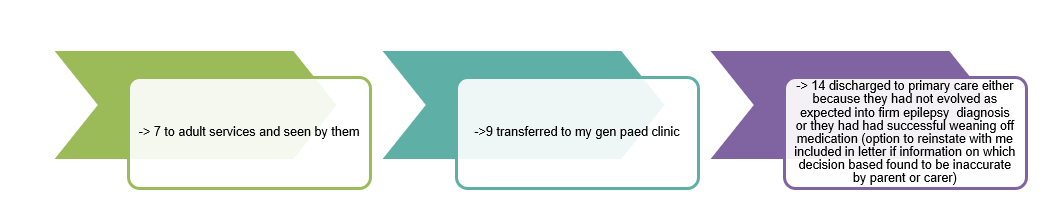 -> 7 to adult services and seen by them
->9 transferred to my gen paed clinic
-> 14 discharged to primary care either
because they had not evolved as
expected into firm epilepsy  diagnosis
or they had had successful weaning off
medication (option to reinstate with me
included in letter if information on which
decision based found to be inaccurate
by parent or carer)